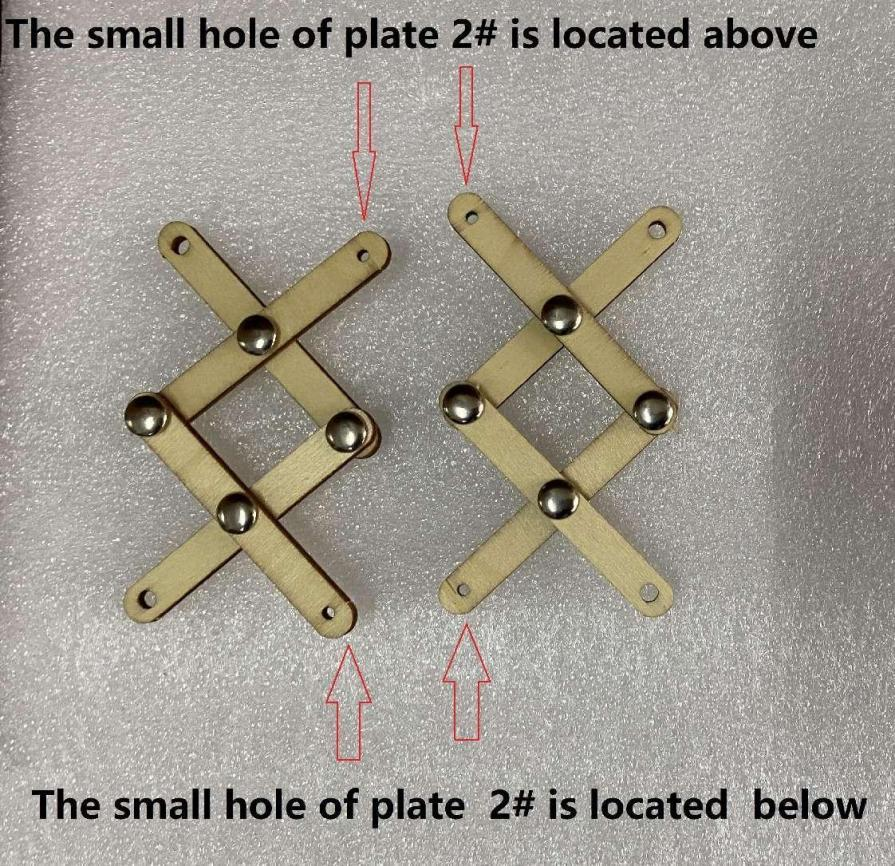 The small hole of plate 2# is located above
The small hole of plate 2# is located below